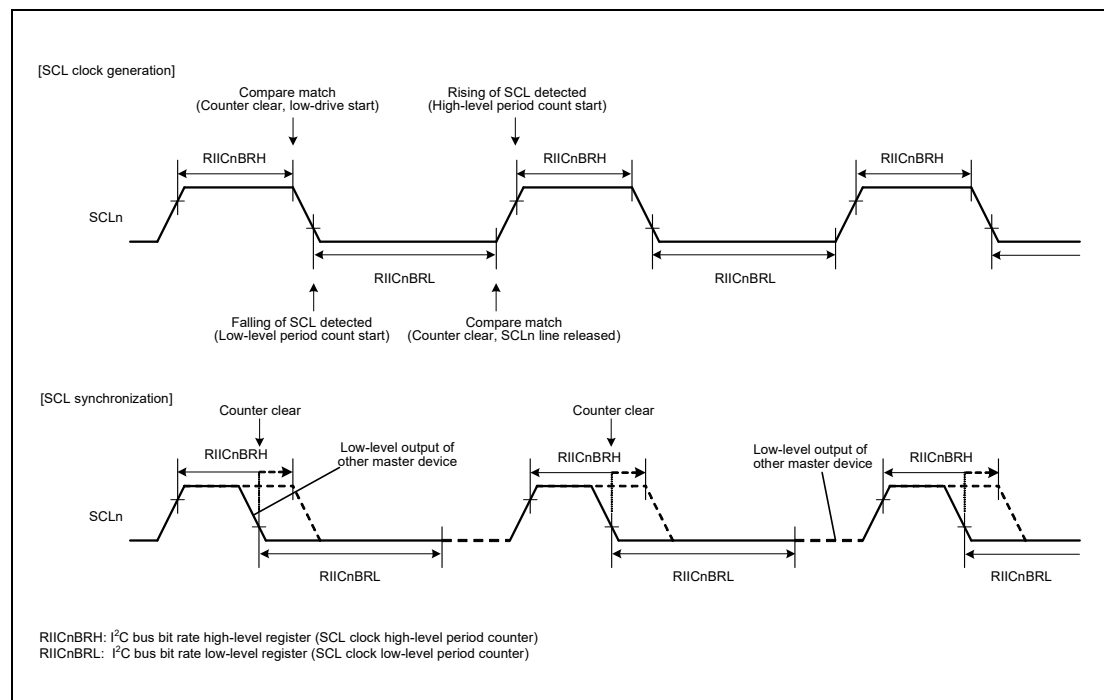 [SCL clock generation]
Compare match
(Counter clear, low-drive start)
Rising of SCL detected
(High-level period count start)
RIICnBRH
RIICnBRH
RIICnBRH
SCLn
RIICnBRL
RIICnBRL
Falling of SCL detected
(Low-level period count start)
Compare match
(Counter clear, SCLn line released)
[SCL synchronization]
Counter clear
Counter clear
RIICnBRH
Low-level output of
other master device
RIICnBRH
Low-level output of
other master device
RIICnBRH
SCLn
RIICnBRL
RIICnBRL
RIICnBRL
RIICnBRH: I²C bus bit rate high-level register (SCL clock high-level period counter)
RIICnBRL: I²C bus bit rate low-level register (SCL clock low-level period counter)